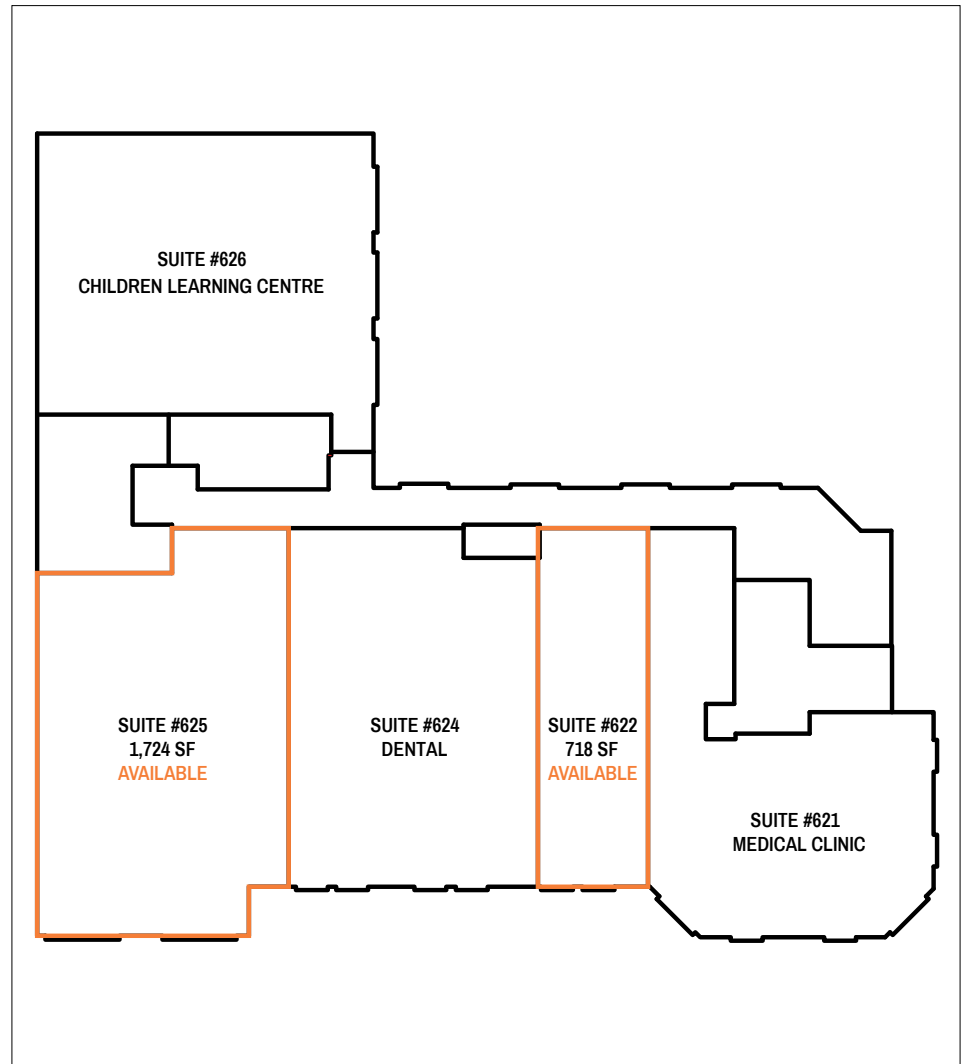 SUITE #626
CHILDREN LEARNING CENTRE
SUITE #625
1,724 SF
AVAILABLE
SUITE #624
DENTAL
SUITE #622
718 SF
AVAILABLE
SUITE #621
MEDICAL CLINIC